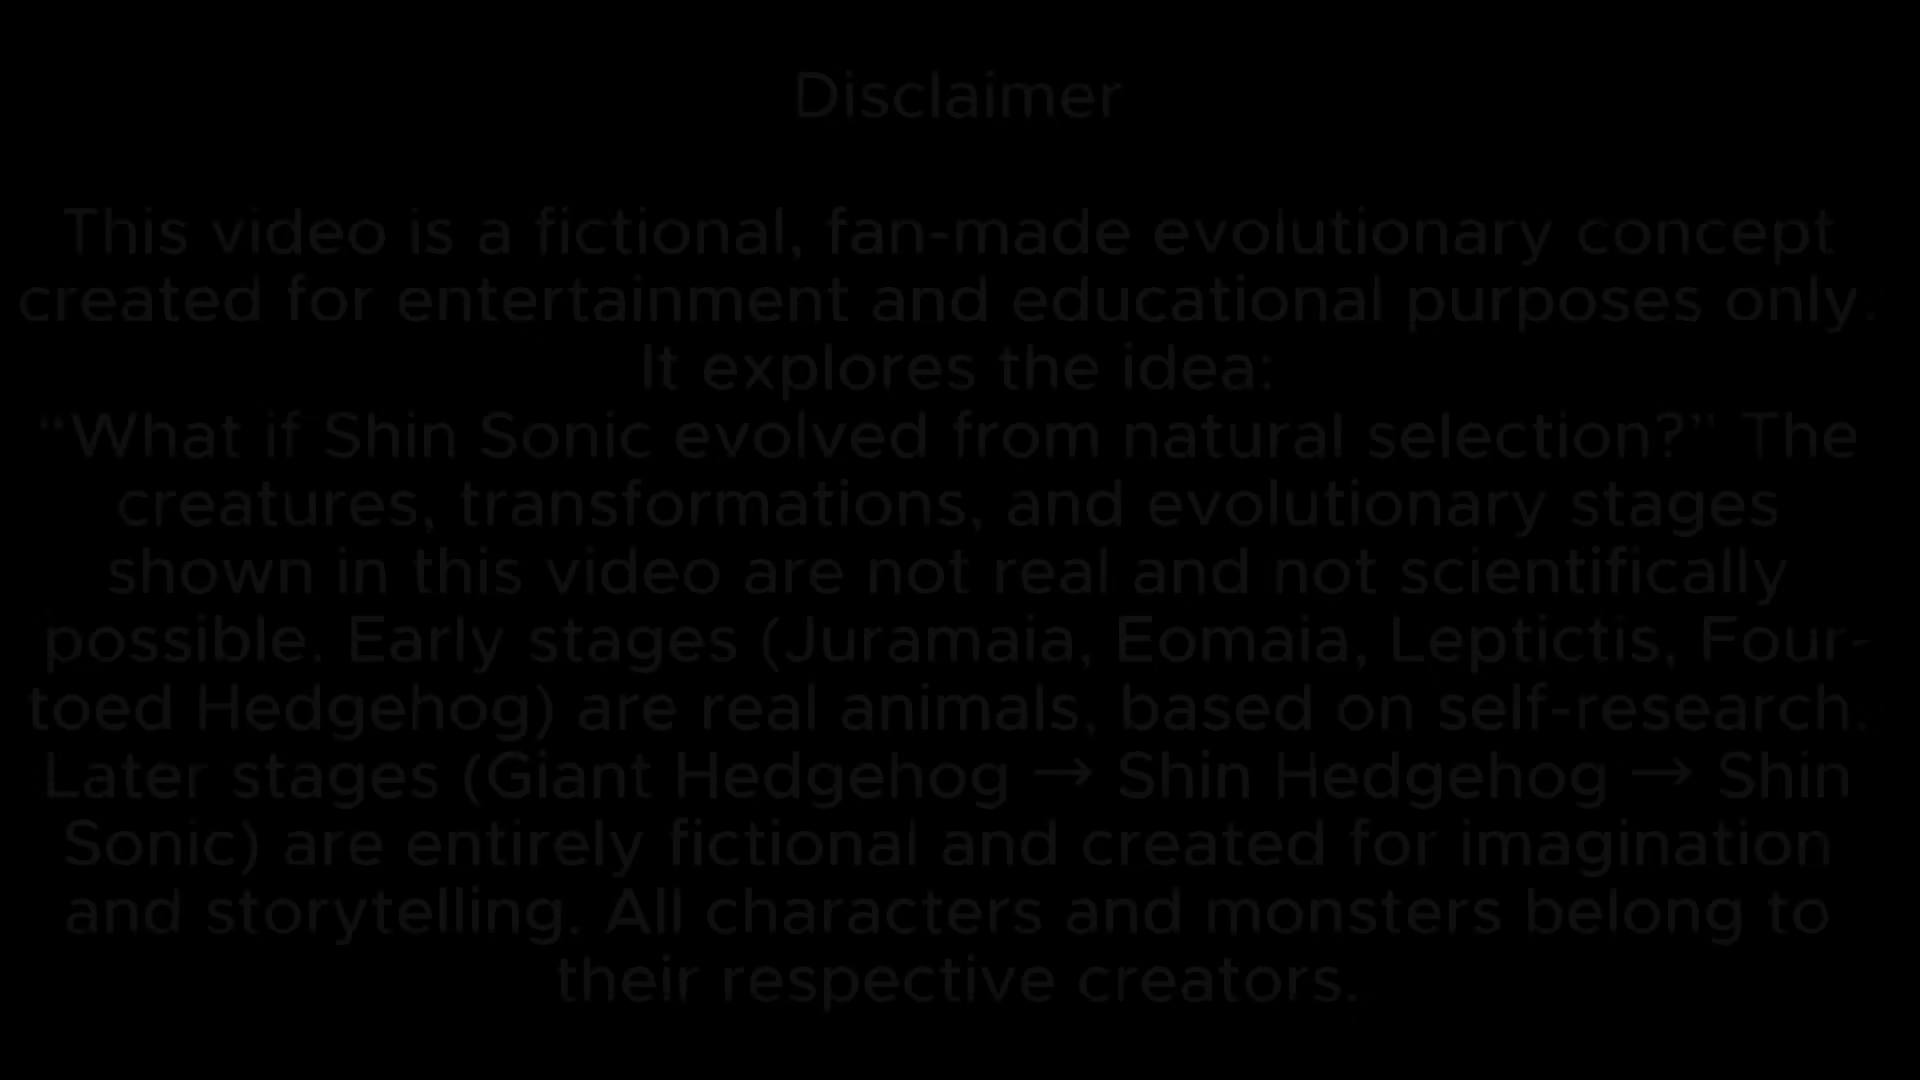 Disclaimer
This video is a fictional, fan-made evolutionary concept
created for entertainment and educational purposes only.
It explores the idea:
“What if Shin Sonic evolved from natural selection?” The
creatures, transformations, and evolutionary stages
shown in this video are not real and not scientifically
possible. Early stages (Juramaia, Eomaia, Leptictis, Four-
toed Hedgehog) are real animals, based on self-research.
Later stages (Giant Hedgehog → Shin Hedgehog → Shin
Sonic) are entirely fictional and created for imagination
and storytelling. All characters and monsters belong to
their respective creators.